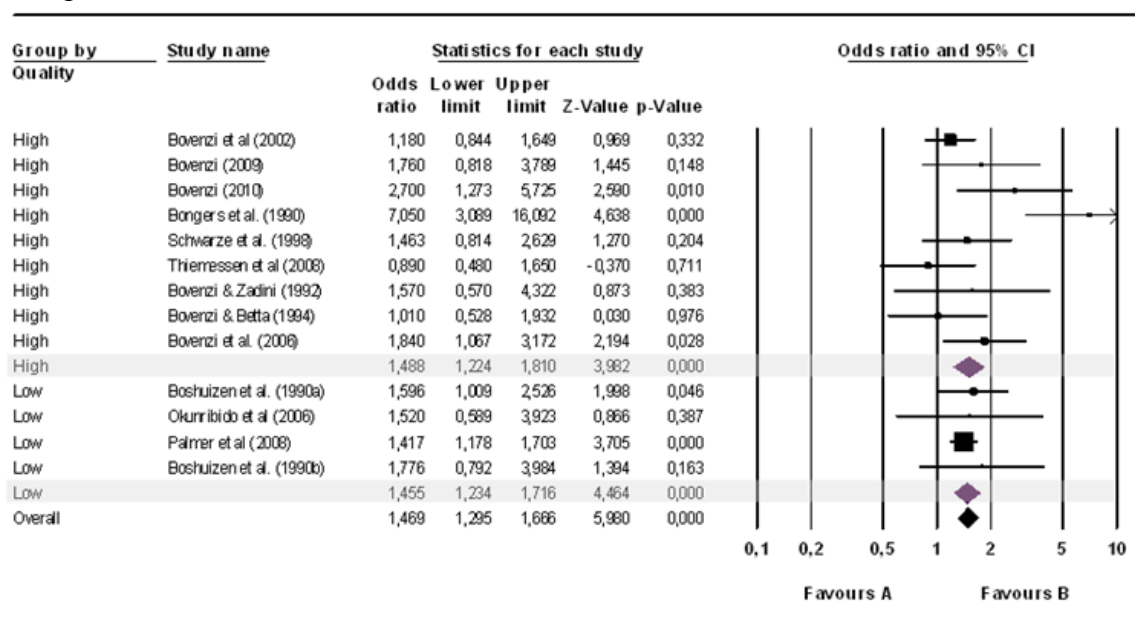 Group by Study name Statistics for each study Odds ratio and 95% CI
Quality
Odds Lower Upper
ratio limit limit Z-Value p-Value
High Bovenzi et al (2002) 1,180 0,844 1,649 0,969 0,332
High Bovenzi (2009) 1,760 0,818 3,789 1,445 0,148
High Bovenzi (2010) 2,700 1,273 5,725 2,590 0,010
High Bongers et al. (1990) 7,050 3,089 16,092 4,638 0,000
High Schwarze et al. (1998) 1,463 0,814 2,629 1,270 0,204
High Thiemessen et al (2008) 0,890 0,480 1,650 -0,370 0,711
High Bovenzi & Zadini (1992) 1,570 0,570 4,322 0,873 0,383
High Bovenzi & Betta (1994) 1,010 0,528 1,932 0,030 0,976
High Bovenzi et al. (2006) 1,840 1,067 3,172 2,194 0,028
High 1,488 1,224 1,810 3,982 0,000
Low Boshuizen et al. (1990a) 1,596 1,009 2,526 1,998 0,046
Low Okunribido et al (2006) 1,520 0,589 3,923 0,866 0,387
Low Palmer et al (2008) 1,417 1,178 1,703 3,705 0,000
Low Boshuizen et al. (1990b) 1,776 0,792 3,984 1,394 0,163
Low 1,455 1,234 1,716 4,464 0,000
Overall 1,469 1,295 1,666 5,980 0,000
0,1 0,2 0,5 1 2 5 10
Favours A Favours B